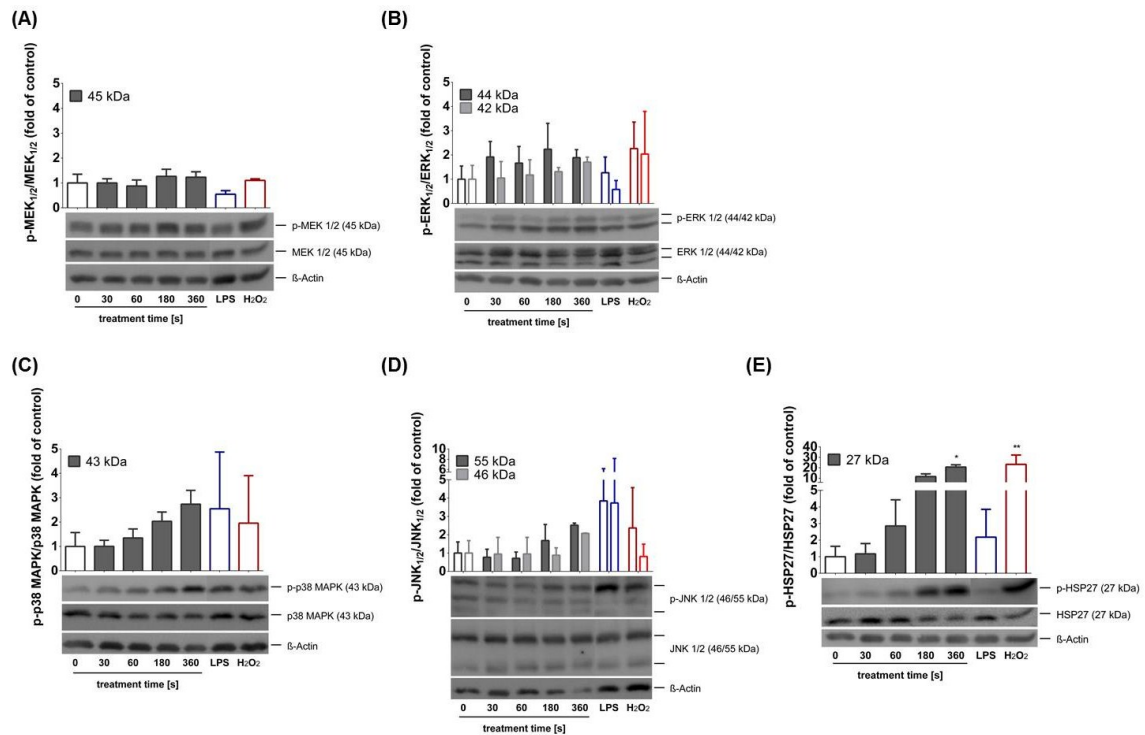 (A)
p-MEK1/2/MEK1/2 (fold of control)
5
4
3
2
1
0
45 kDa
p-MEK 1/2 (45 kDa)
MEK 1/2 (45 kDa)
ß-Actin
0 30 60 180 360 LPS H2O2
treatment time [s]
(B)
p-ERK1/2/ERK1/2 (fold of control)
5
4
3
2
1
0
44 kDa
42 kDa
p-ERK 1/2 (44/42 kDa)
ERK 1/2 (44/42 kDa)
ß-Actin
0 30 60 180 360 LPS H2O2
treatment time [s]
(C)
p-p38 MAPK/p38 MAPK (fold of control)
5
4
3
2
1
0
43 kDa
p-p38 MAPK (43 kDa)
p38 MAPK (43 kDa)
ß-Actin
0 30 60 180 360 LPS H2O2
treatment time [s]
(D)
p-JNK1/2/JNK1/2 (fold of control)
10
8
6
5
4
3
2
1
0
55 kDa
46 kDa
p-JNK 1/2 (46/55 kDa)
JNK 1/2 (46/55 kDa)
ß-Actin
0 30 60 180 360 LPS H2O2
treatment time [s]
(E)
p-HSP27/HSP27 (fold of control)
40
30
20
10
5
4
3
2
1
0
27 kDa
*
**
p-HSP27 (27 kDa)
HSP27 (27 kDa)
ß-Actin
0 30 60 180 360 LPS H2O2
treatment time [s]